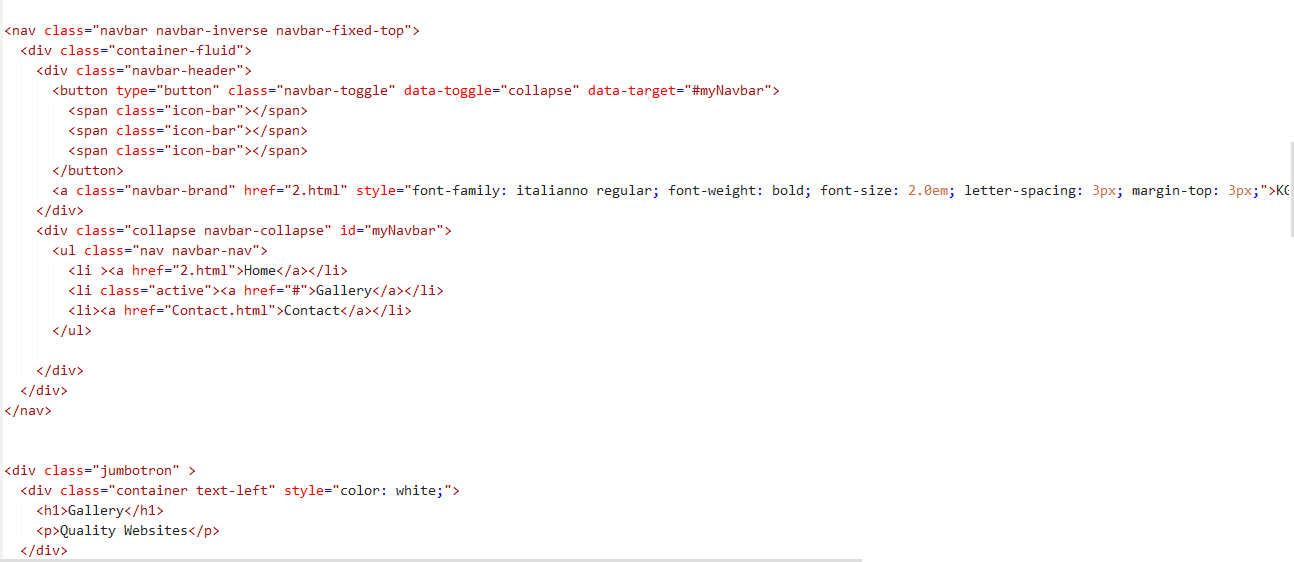 <nav class="navbar navbar-inverse navbar-fixed-top">
<div class="container-fluid">
<div class="navbar-header">
<button type="button" class="navbar-toggle" data-toggle="collapse" data-target="#myNavbar">
<span class="icon-bar"></span>
<span class="icon-bar"></span>
<span class="icon-bar"></span>
</button>
<a class="navbar-brand" href="2.html" style="font-family: italianno regular; font-weight: bold; font-size: 2.0em; letter-spacing: 3px; margin-top: 3px;">
</div>
<div class="collapse navbar-collapse" id="myNavbar">
<ul class="nav navbar-nav">
<li ><a href="2.html">Home</a></li>
<li class="active"><a href="#">Gallery</a></li>
<li><a href="Contact.html">Contact</a></li>
</ul>
</div>
</div>
</nav>
<div class="jumbotron" >
<div class="container text-left" style="color: white;">
<h1>Gallery</h1>
<p>Quality Websites</p>
</div>